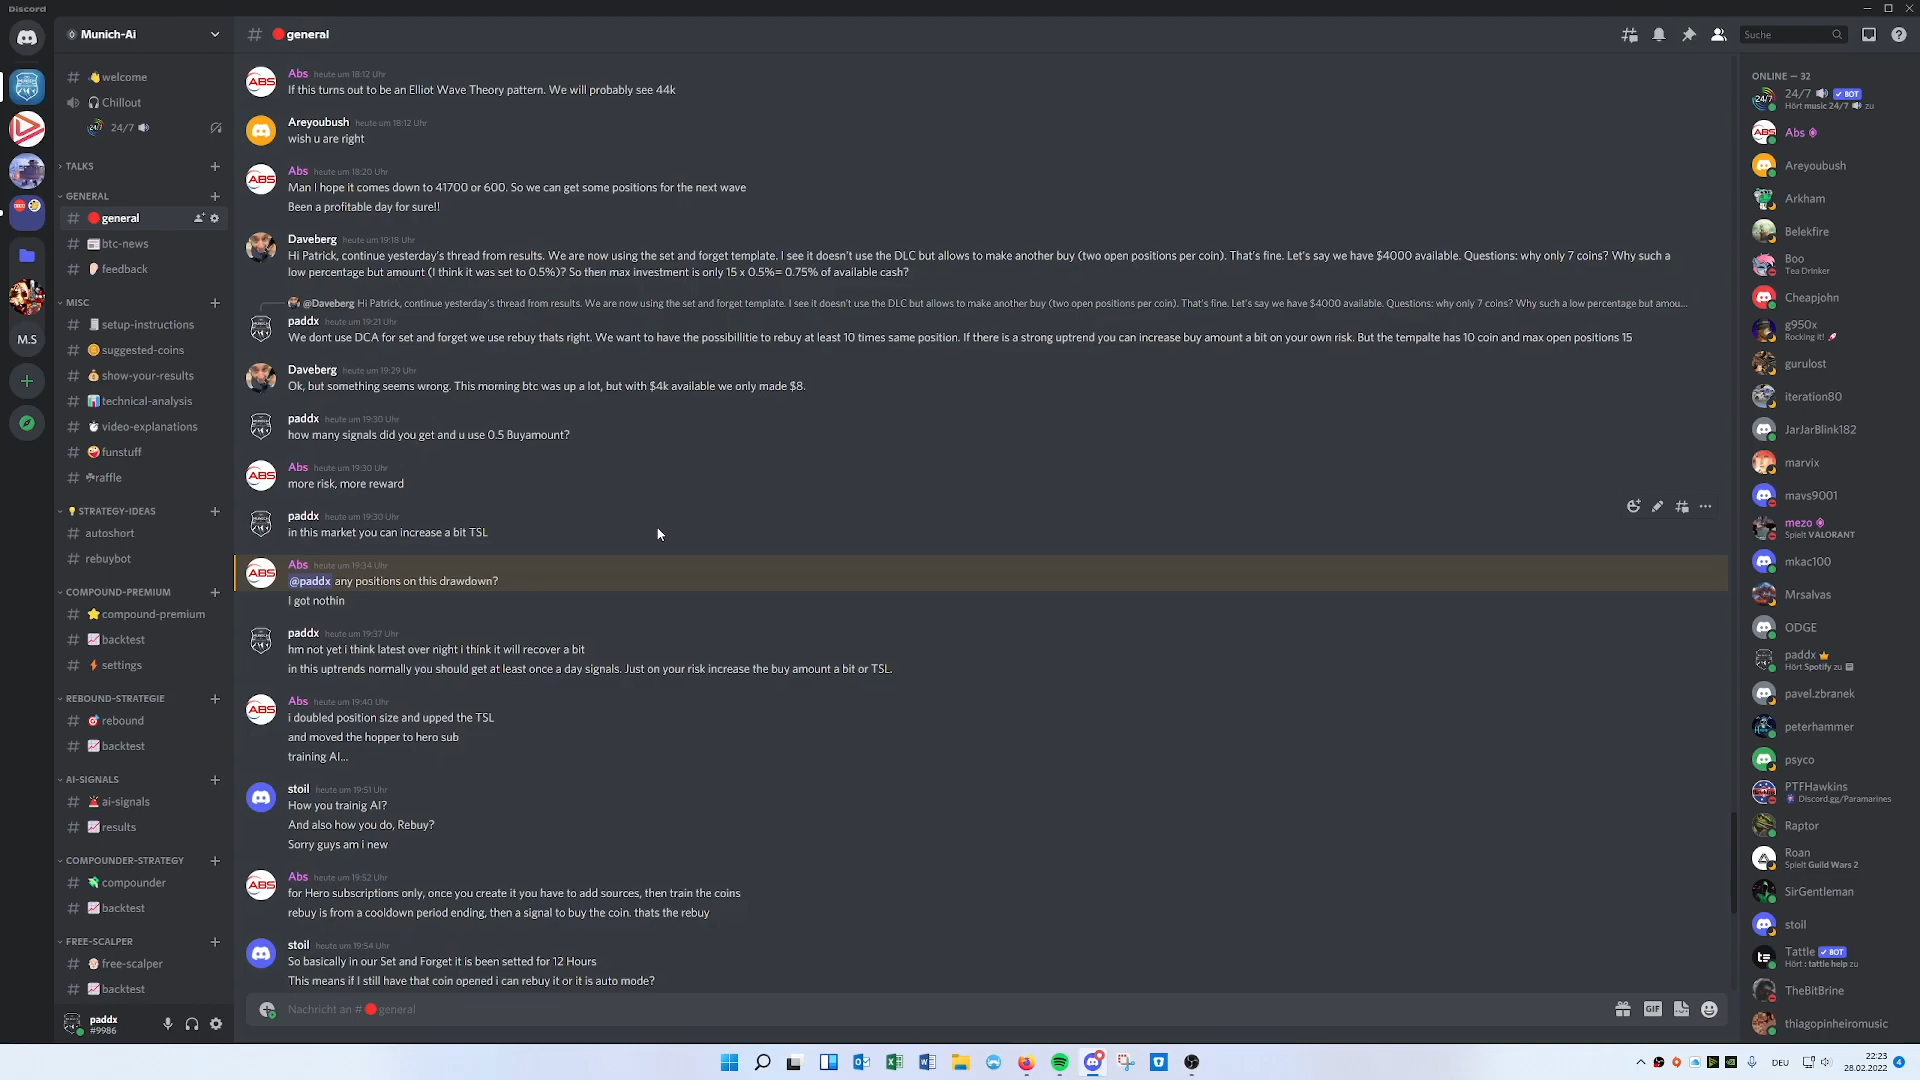 Discord
Munich-Ai
general
Suche
welcome
Chillout
24/7
TALKS
GENERAL
general
btc-news
feedback
MISC
setup-instructions
suggested-coins
show-your-results
technical-analysis
video-explanations
funstuff
raffle
STRATEGY-IDEAS
autoshort
rebuybot
COMPOUND-PREMIUM
compound-premium
backtest
settings
REBOUND-STRATEGIE
rebound
backtest
AI-SIGNALS
ai-signals
results
COMPOUNDER-STRATEGY
compounder
backtest
FREE-SCALPER
free-scalper
backtest
M.S
paddx
#9986
Abs heute um 18:12 Uhr
If this turns out to be an Elliot Wave Theory pattern. We will probably see 44k
Areyoubush heute um 18:12 Uhr
wish u are right
Abs heute um 18:20 Uhr
Man I hope it comes down to 41700 or 600. So we can get some positions for the next wave
Been a profitable day for sure!!
Daveberg heute um 19:18 Uhr
Hi Patrick, continue yesterday's thread from results. We are now using the set and forget template. I see it doesn't use the DLC but allows to make another buy (two open positions per coin). That's fine. Let's say we have $4000 available. Questions: why only 7 coins? Why such a
low percentage but amount (I think it was set to 0.5%)? So then max investment is only 15 x 0.5%= 0.75% of available cash?
@Daveberg Hi Patrick, continue yesterday's thread from results. We are now using the set and forget template. I see it doesn't use the DLC but allows to make another buy (two open positions per coin). That's fine. Let's say we have $4000 available. Questions: why only 7 coins? Why such a low percentage but amou...
paddx heute um 19:21 Uhr
We dont use DCA for set and forget we use rebuy thats right. We want to have the possibillitie to rebuy at least 10 times same position. If there is a strong uptrend you can increase buy amount a bit on your own risk. But the tempalte has 10 coin and max open positions 15
Daveberg heute um 19:29 Uhr
Ok, but something seems wrong. This morning btc was up a lot, but with $4k available we only made $8.
paddx heute um 19:30 Uhr
how many signals did you get and u use 0.5 Buyamount?
Abs heute um 19:30 Uhr
more risk, more reward
paddx heute um 19:30 Uhr
in this market you can increase a bit TSL
Abs heute um 19:34 Uhr
@paddx any positions on this drawdown?
I got nothin
paddx heute um 19:37 Uhr
hm not yet i think latest over night i think it will recover a bit
in this uptrends normally you should get at least once a day signals. Just on your risk increase the buy amount a bit or TSL.
Abs heute um 19:40 Uhr
i doubled position size and upped the TSL
and moved the hopper to hero sub
training AI...
stoil heute um 19:51 Uhr
How you trainig AI?
And also how you do, Rebuy?
Sorry guys am i new
Abs heute um 19:52 Uhr
for Hero subscriptions only, once you create it you have to add sources, then train the coins
rebuy is from a cooldown period ending, then a signal to buy the coin. thats the rebuy
stoil heute um 19:54 Uhr
So basically in our Set and Forget it is been setted for 12 Hours
This means if I still have that coin opened i can rebuy it or it is auto mode?
Nachricht an # general
GIF
ONLINE — 32
24/7 BOT
Hört music 24/7 zu
Abs
Areyoubush
Arkham
Belekfire
Boo
Tea Drinker
Cheapjohn
g950x
Rocking it!
gurulost
iteration80
JarJarBlink182
marvix
mavs9001
mezo
Spielt VALORANT
mkac100
Mrsalvas
ODGE
paddx
Hört Spotify zu
pavel.zbranek
peterhammer
psyco
PTFHawkins
Discord.gg/Paramarines
Raptor
Roan
Spielt Guild Wars 2
SirGentleman
stoil
Tattle BOT
Hört : tattle help zu
TheBitBrine
thiagopinheiromusic
DEU
22:23
28.02.2022
4